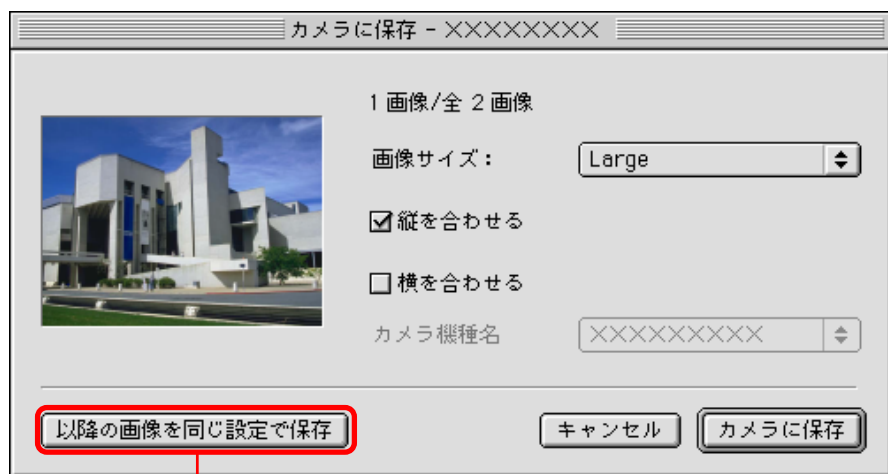 カメラに保存 - XXXXXXXX
1 画像/全 2 画像
画像サイズ： Large
縦を合わせる
横を合わせる
カメラ機種名 XXXXXXXXX
以降の画像を同じ設定で保存 キャンセル カメラに保存